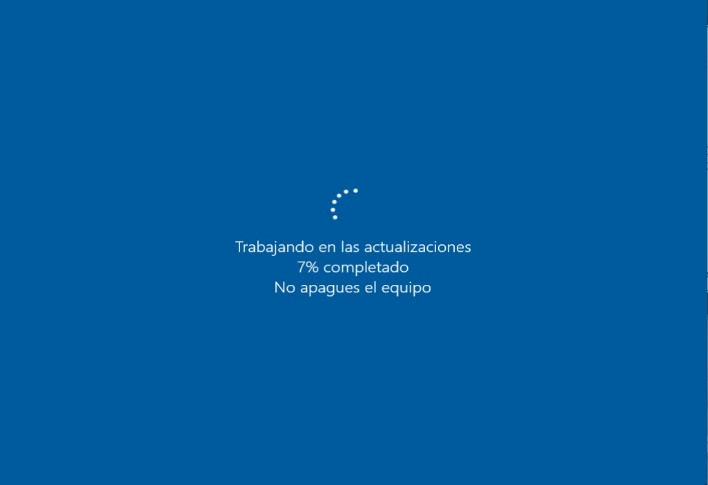 Trabajando en las actualizaciones
7% completado
No apagues el equipo